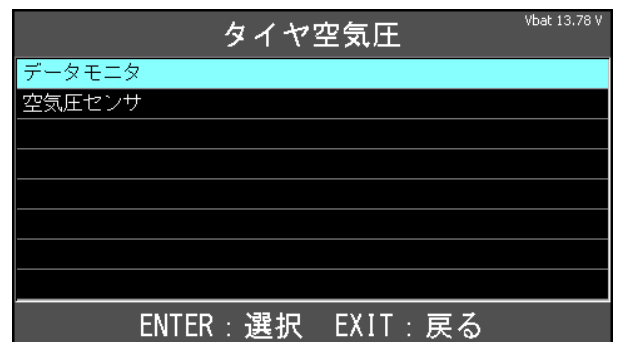 タイヤ空気圧
Vbat 13.78 V
データモニタ
空気圧センサ
ENTER：選択　EXIT：戻る